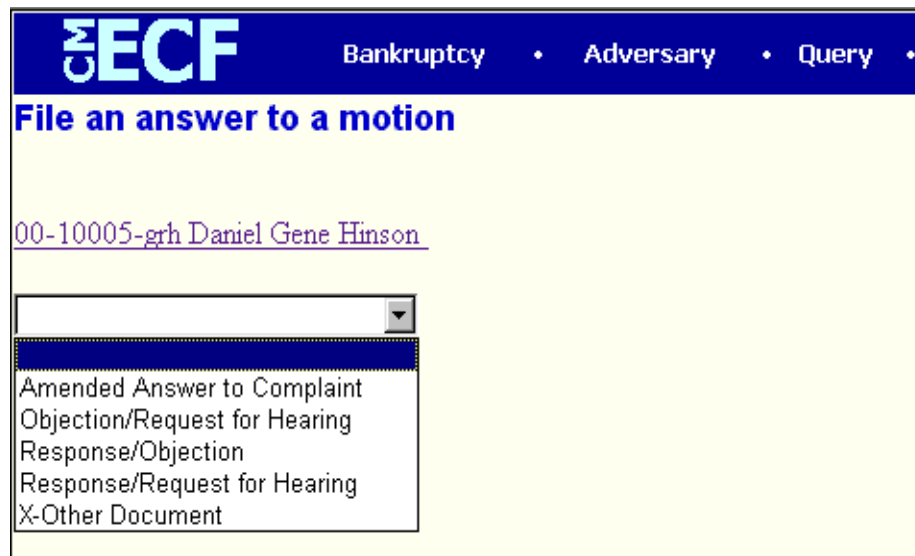 CM ECF Bankruptcy • Adversary • Query •
File an answer to a motion
00-10005-grh Daniel Gene Hinson
Amended Answer to Complaint
Objection/Request for Hearing
Response/Objection
Response/Request for Hearing
X-Other Document